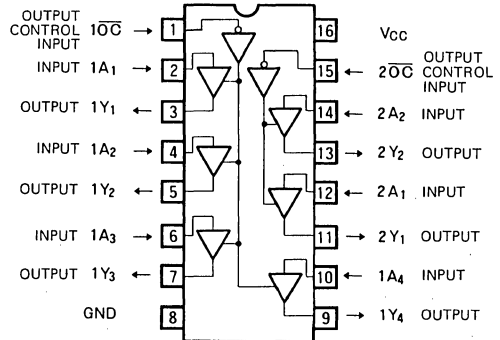 OUTPUT
CONTROL 1O̅C̅ → 1
INPUT
INPUT 1A₁ → 2
OUTPUT 1Y₁ ← 3
INPUT 1A₂ → 4
OUTPUT 1Y₂ ← 5
INPUT 1A₃ → 6
OUTPUT 1Y₃ ← 7
GND 8
16 Vcc
OUTPUT
15 ← 2O̅C̅ CONTROL
INPUT
14 ← 2A₂ INPUT
13 → 2Y₂ OUTPUT
12 ← 2A₁ INPUT
11 → 2Y₁ OUTPUT
10 ← 1A₄ INPUT
9 → 1Y₄ OUTPUT